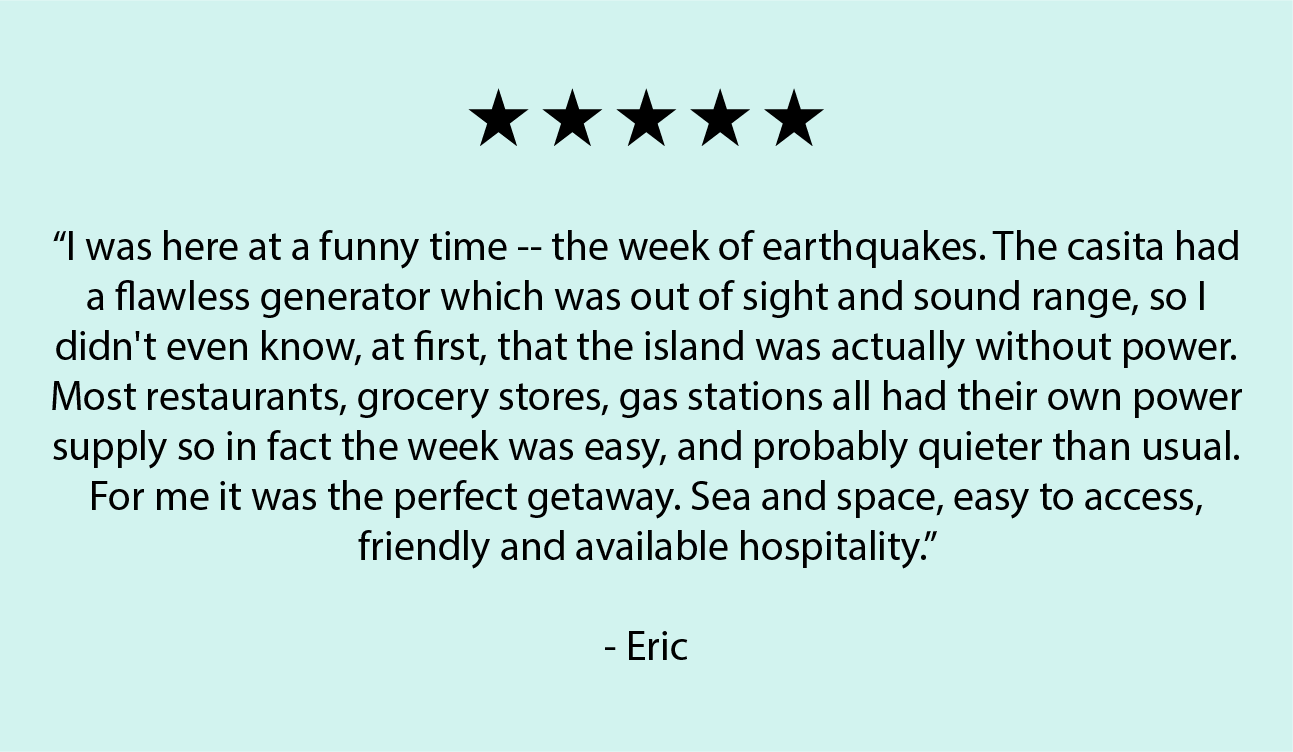 ★★★★★
“I was here at a funny time -- the week of earthquakes. The casita had
a flawless generator which was out of sight and sound range, so I
didn't even know, at first, that the island was actually without power.
Most restaurants, grocery stores, gas stations all had their own power
supply so in fact the week was easy, and probably quieter than usual.
For me it was the perfect getaway. Sea and space, easy to access,
friendly and available hospitality.”
- Eric